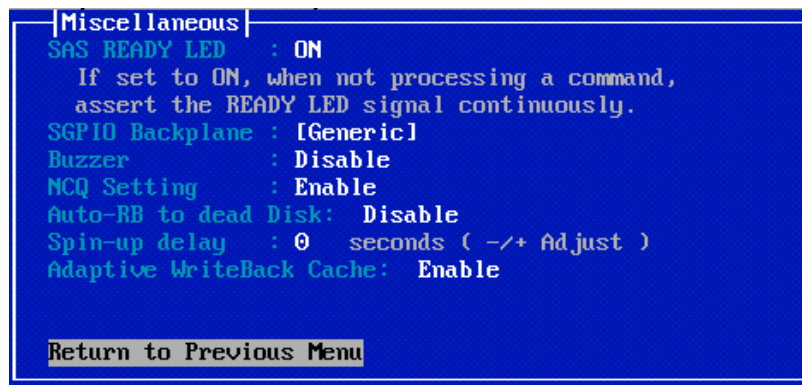 Miscellaneous
SAS READY LED : ON
If set to ON, when not processing a command,
assert the READY LED signal continuously.
SGPIO Backplane : [Generic]
Buzzer : Disable
NCQ Setting : Enable
Auto-RB to dead Disk: Disable
Spin-up delay : 0 seconds ( -/+ Adjust )
Adaptive WriteBack Cache: Enable
Return to Previous Menu